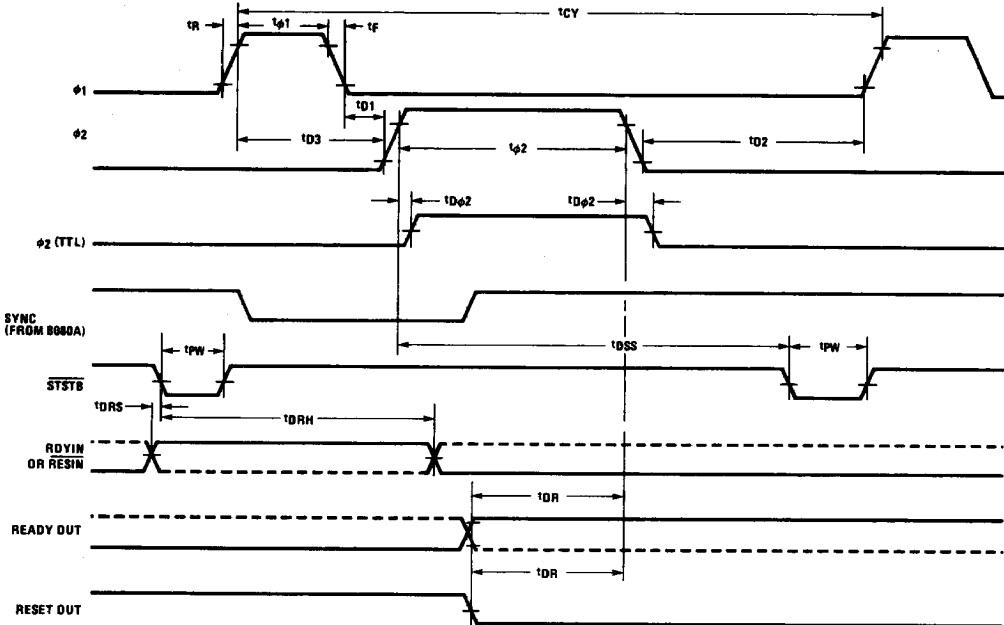 tR tϕ1 tF tCY
ϕ1
tD1
ϕ2
tD3 tϕ2 tD2
tDϕ2 tDϕ2
ϕ2 (TTL)
SYNC
(FROM 8080A)
tPW tDSS tPW
STSTB
tDRS tDRH
RDYIN
OR RESIN
tDR
READY OUT
tDR
RESET OUT